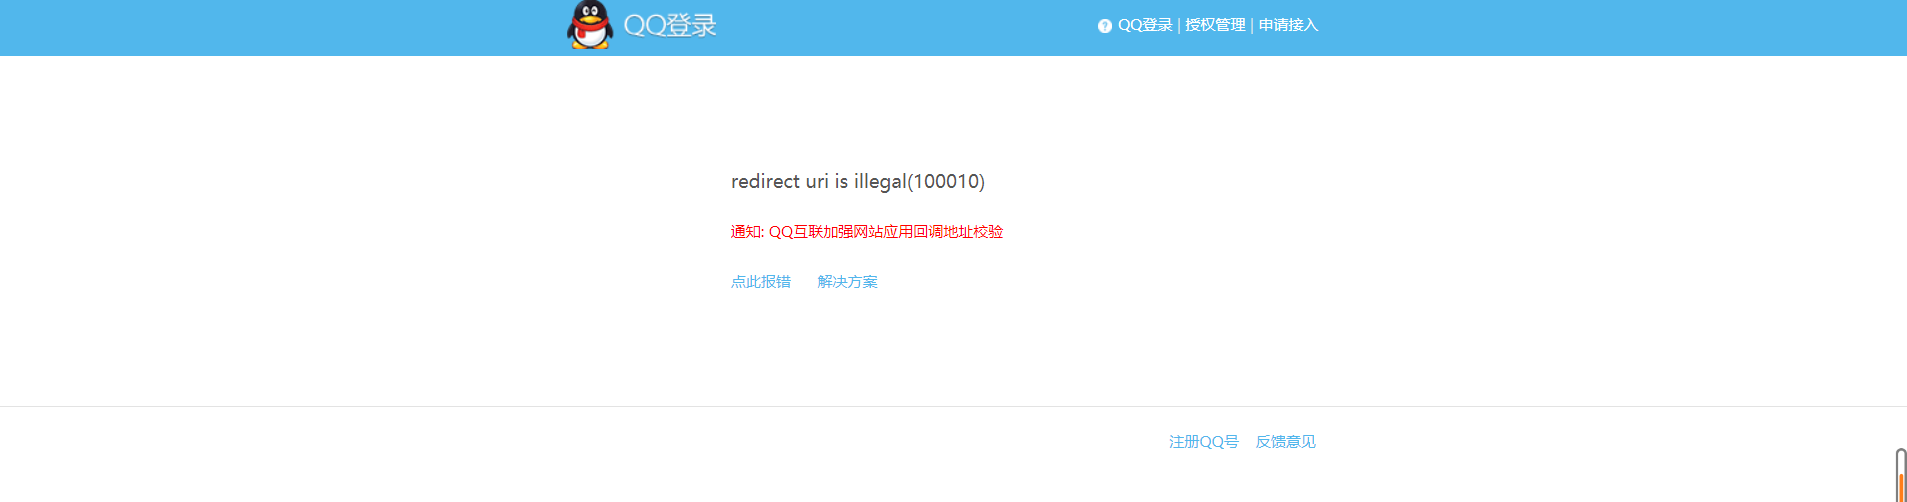 QQ登录
QQ登录 | 授权管理 | 申请接入
redirect uri is illegal(100010)
通知: QQ互联加强网站应用回调地址校验
点此报错 解决方案
注册QQ号 反馈意见